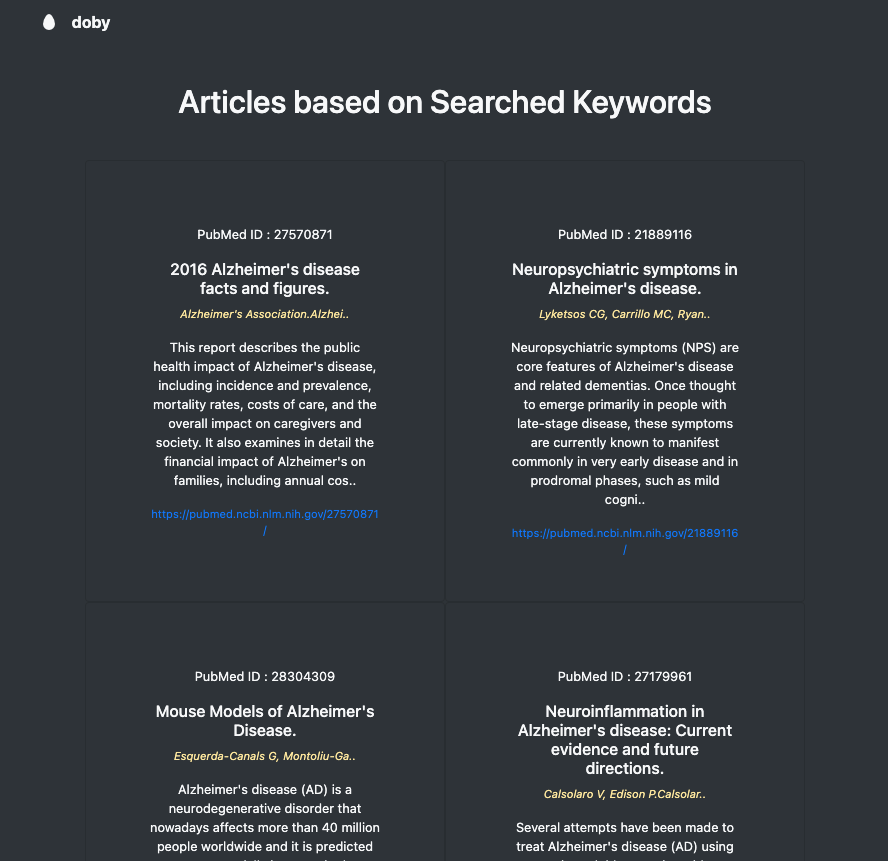 doby
Articles based on Searched Keywords
PubMed ID : 27570871
2016 Alzheimer's disease
facts and figures.
Alzheimer's Association.Alzhei..
This report describes the public
health impact of Alzheimer's disease,
including incidence and prevalence,
mortality rates, costs of care, and the
overall impact on caregivers and
society. It also examines in detail the
financial impact of Alzheimer's on
families, including annual cos..
https://pubmed.ncbi.nlm.nih.gov/27570871
/
PubMed ID : 21889116
Neuropsychiatric symptoms in
Alzheimer's disease.
Lyketsos CG, Carrillo MC, Ryan..
Neuropsychiatric symptoms (NPS) are
core features of Alzheimer's disease
and related dementias. Once thought
to emerge primarily in people with
late-stage disease, these symptoms
are currently known to manifest
commonly in very early disease and in
prodromal phases, such as mild
cogni..
https://pubmed.ncbi.nlm.nih.gov/21889116
/
PubMed ID : 28304309
Mouse Models of Alzheimer's
Disease.
Esquerda-Canals G, Montoliu-Ga..
Alzheimer's disease (AD) is a
neurodegenerative disorder that
nowadays affects more than 40 million
people worldwide and it is predicted
PubMed ID : 27179961
Neuroinflammation in
Alzheimer's disease: Current
evidence and future
directions.
Calsolaro V, Edison P.Calsolar..
Several attempts have been made to
treat Alzheimer's disease (AD) using